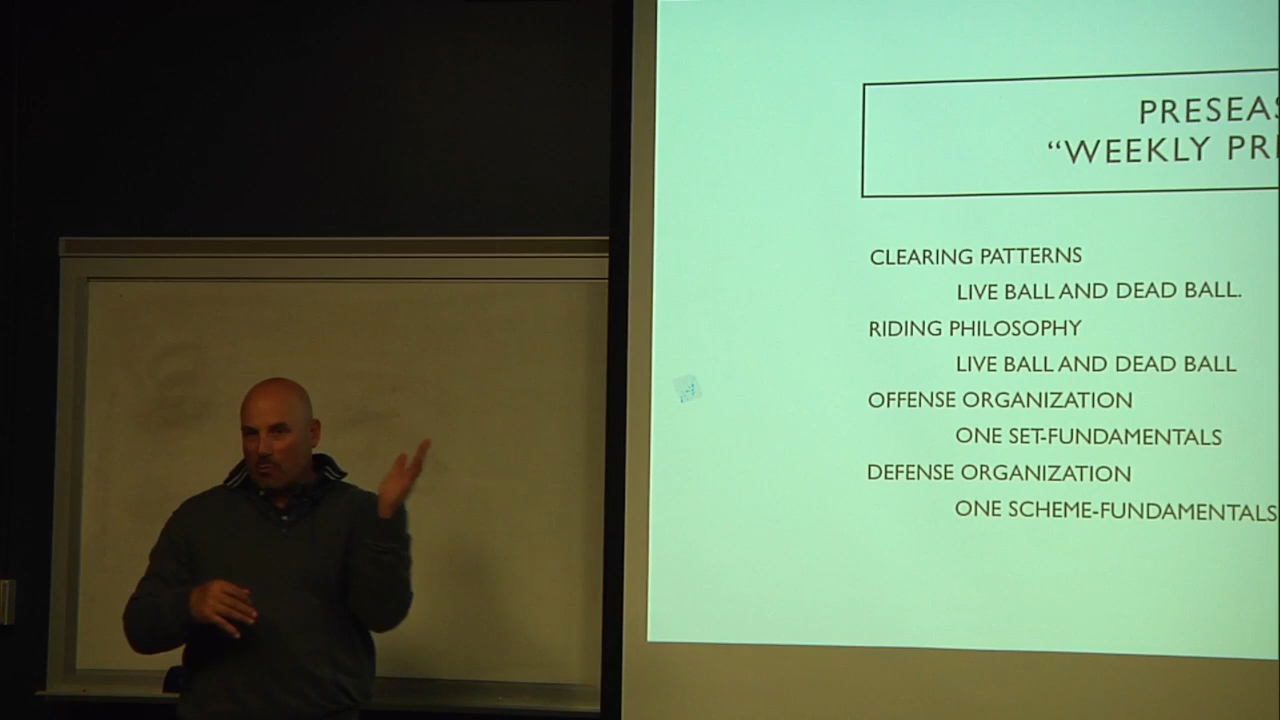 PRESEAS
“WEEKLY PR
CLEARING PATTERNS
LIVE BALL AND DEAD BALL.
RIDING PHILOSOPHY
LIVE BALL AND DEAD BALL
OFFENSE ORGANIZATION
ONE SET-FUNDAMENTALS
DEFENSE ORGANIZATION
ONE SCHEME-FUNDAMENTALS